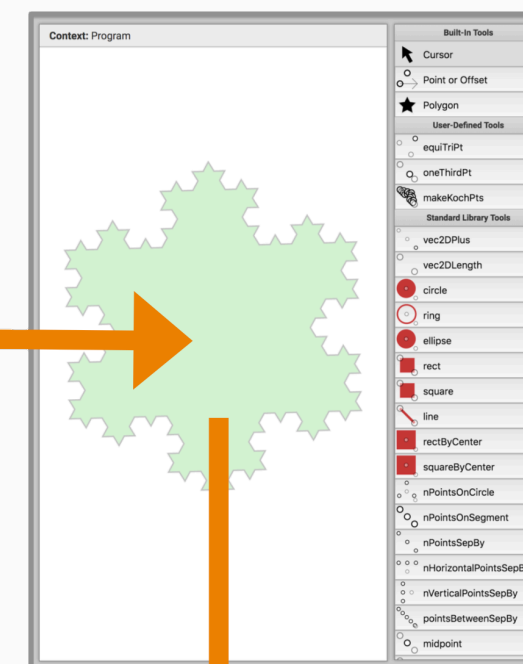 Context: Program
Built-In Tools
Cursor
Point or Offset
Polygon
User-Defined Tools
equiTriPt
oneThirdPt
makeKochPts
Standard Library Tools
vec2DPlus
vec2DLength
circle
ring
ellipse
rect
square
line
rectByCenter
squareByCenter
nPointsOnCircle
nPointsOnSegment
nPointsSepBy
nHorizontalPointsSepB
nVerticalPointsSepBy
pointsBetweenSepBy
midpoint